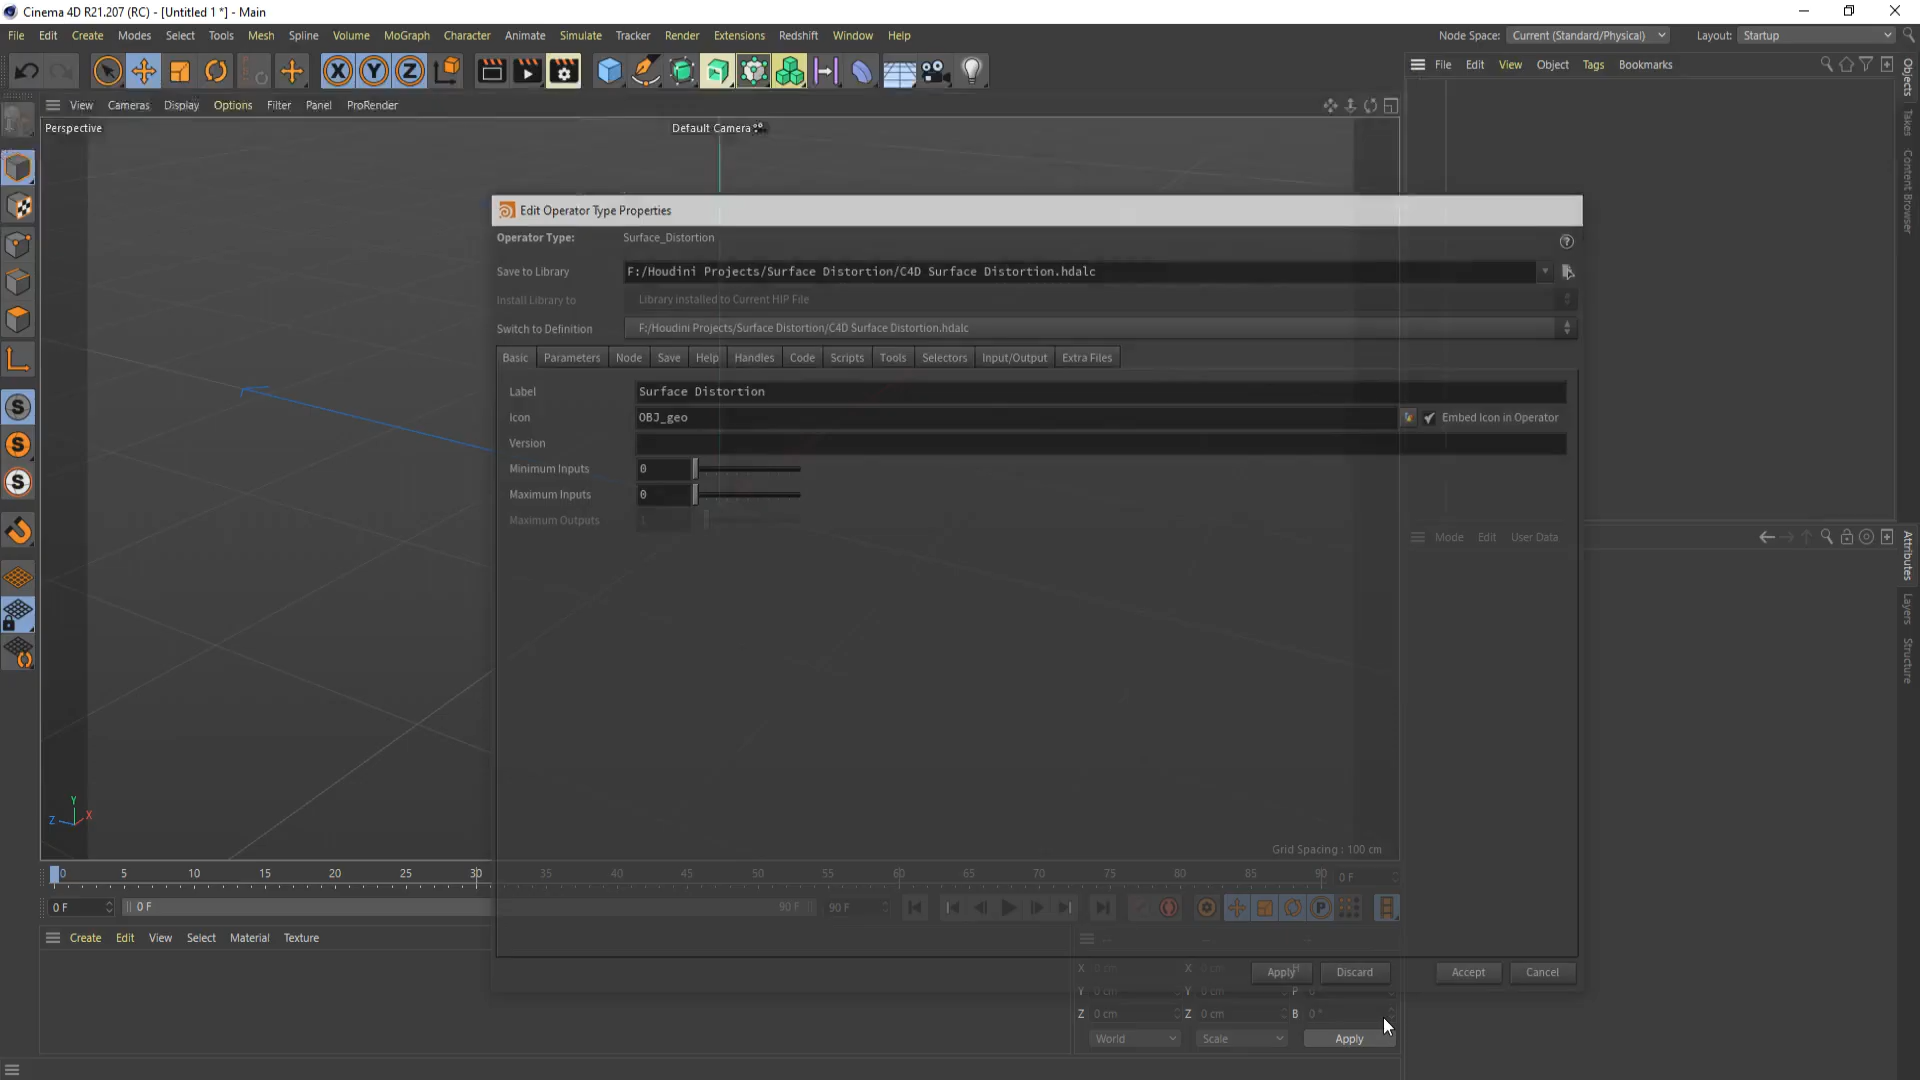 Cinema 4D R21.207 (RC) - [Untitled 1 *] - Main
File Edit Create Modes Select Tools Mesh Spline Volume MoGraph Character Animate Simulate Tracker Render Extensions Redshift Window Help Node Space: Current (Standard/Physical) Layout: Startup
File Edit View Object Tags Bookmarks
View Cameras Display Options Filter Panel ProRender
Perspective Default Camera
Objects
Takes
Content Browser
Edit Operator Type Properties
Operator Type: Surface_Distortion
Save to Library F:/Houdini Projects/Surface Distortion/C4D Surface Distortion.hdalc
Install Library to Library installed to Current HIP File
Switch to Definition F:/Houdini Projects/Surface Distortion/C4D Surface Distortion.hdalc
Basic Parameters Node Save Help Handles Code Scripts Tools Selectors Input/Output Extra Files
Label Surface Distortion
Icon OBJ_geo Embed Icon in Operator
Version
Minimum Inputs 0
Maximum Inputs 0
Maximum Outputs 1
Mode Edit User Data
Attributes
Layers
Structure
Y
Z X
Grid Spacing : 100 cm
0 5 10 15 20 25 30 35 40 45 50 55 60 65 70 75 80 85 90 0 F
0 F 0 F 90 F 90 F
Create Edit View Select Material Texture
Apply Discard Accept Cancel
X 0 cm X 0 cm H
Y 0 cm Y 0 cm P 0
Z 0 cm Z 0 cm B 0 °
World Scale Apply